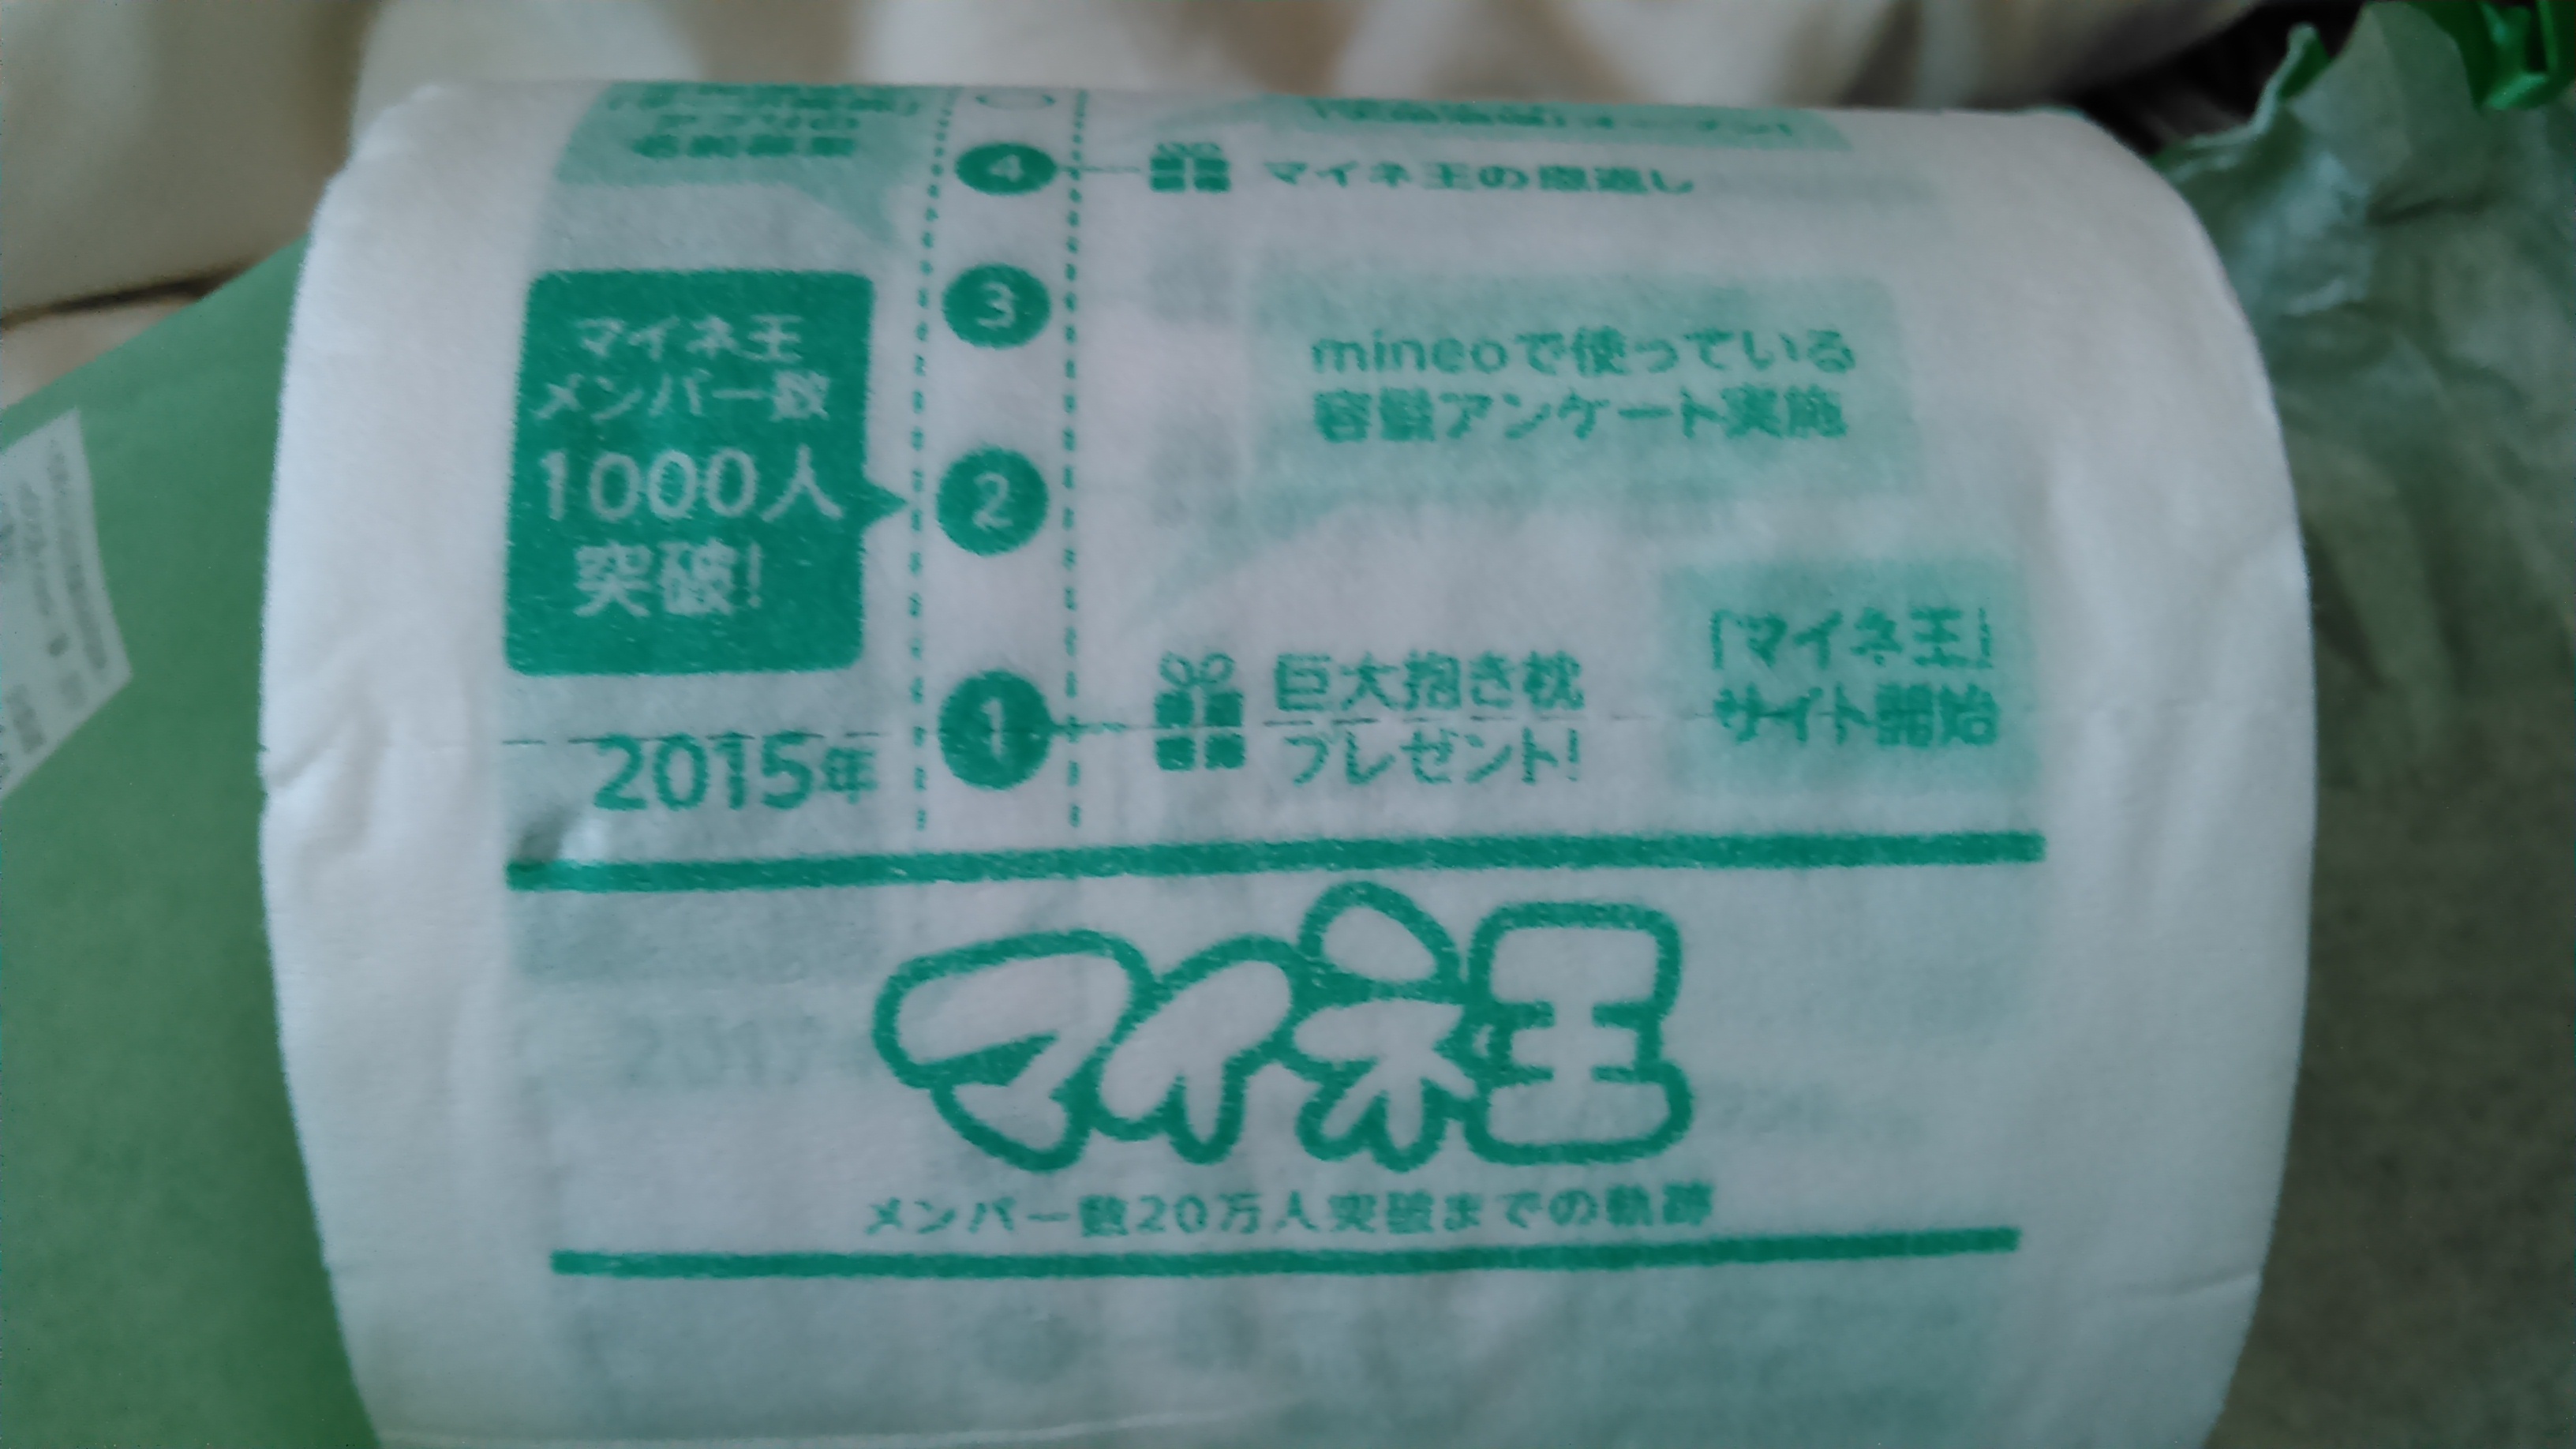 4
マイネ王の恩返し
3
マイネ王
メンバー数
1000人
突破!
mineoで使っている
容量アンケート実施
2
「マイネ王」
サイト開始
1
巨大抱き枕
プレゼント!
2015年
マイネ王
メンバー数20万人突破までの軌跡